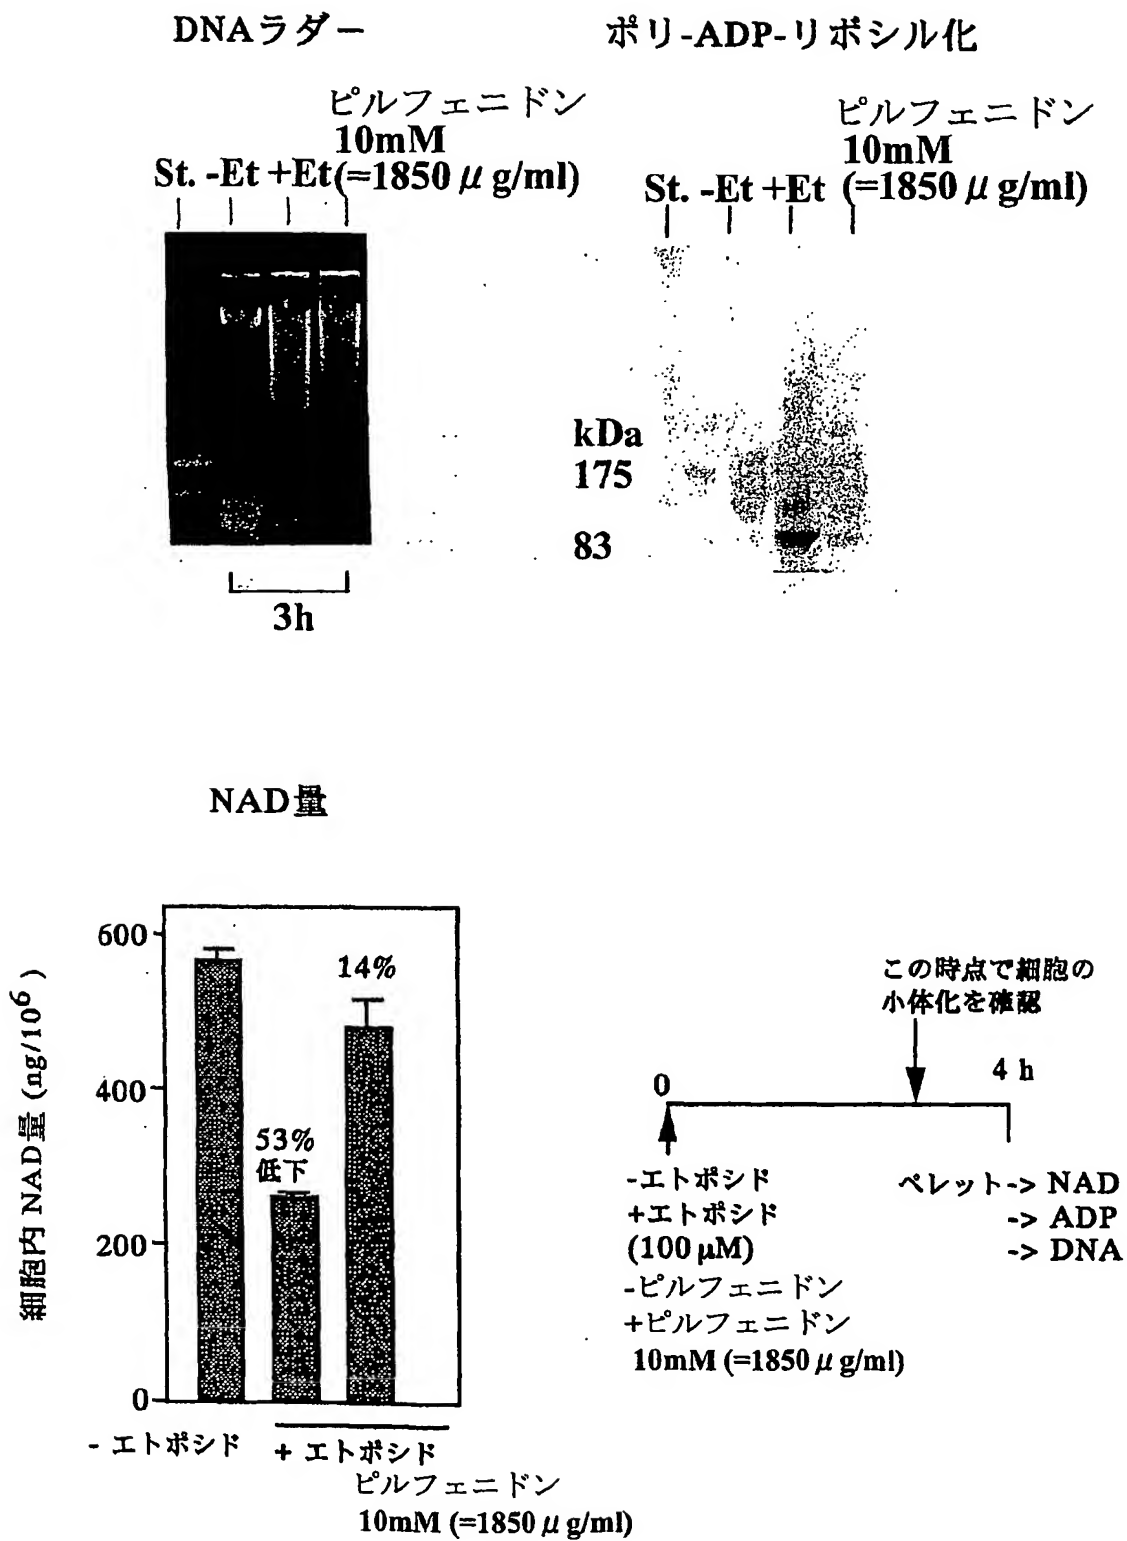 DNAラダー
ピルフェニドン
10mM
St. -Et +Et (=1850 μg/ml)
3h
ポリ-ADP-リボシル化
ピルフェニドン
10mM
St. -Et +Et (=1850 μg/ml)
kDa
175
83
NAD量
細胞内 NAD量 (ng/10⁶)
600
400
200
0
53%
低下
14%
- エトポシド
+ エトポシド
ピルフェニドン
10mM (=1850 μg/ml)
この時点で細胞の
小体化を確認
0
4 h
-エトポシド
+エトポシド
(100 μM)
-ピルフェニドン
+ピルフェニドン
10mM (=1850 μg/ml)
ペレット-> NAD
-> ADP
-> DNA